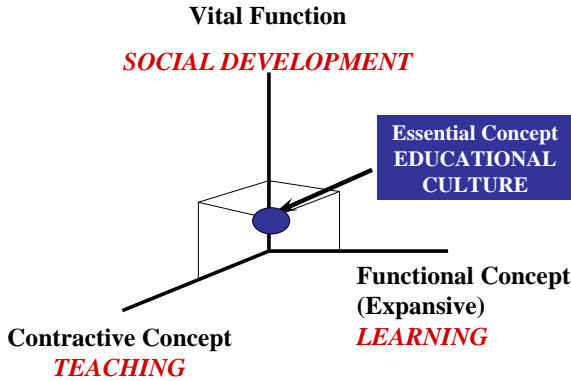 Vital Function
SOCIAL DEVELOPMENT
Essential Concept
EDUCATIONAL
CULTURE
Functional Concept
(Expansive)
LEARNING
Contractive Concept
TEACHING